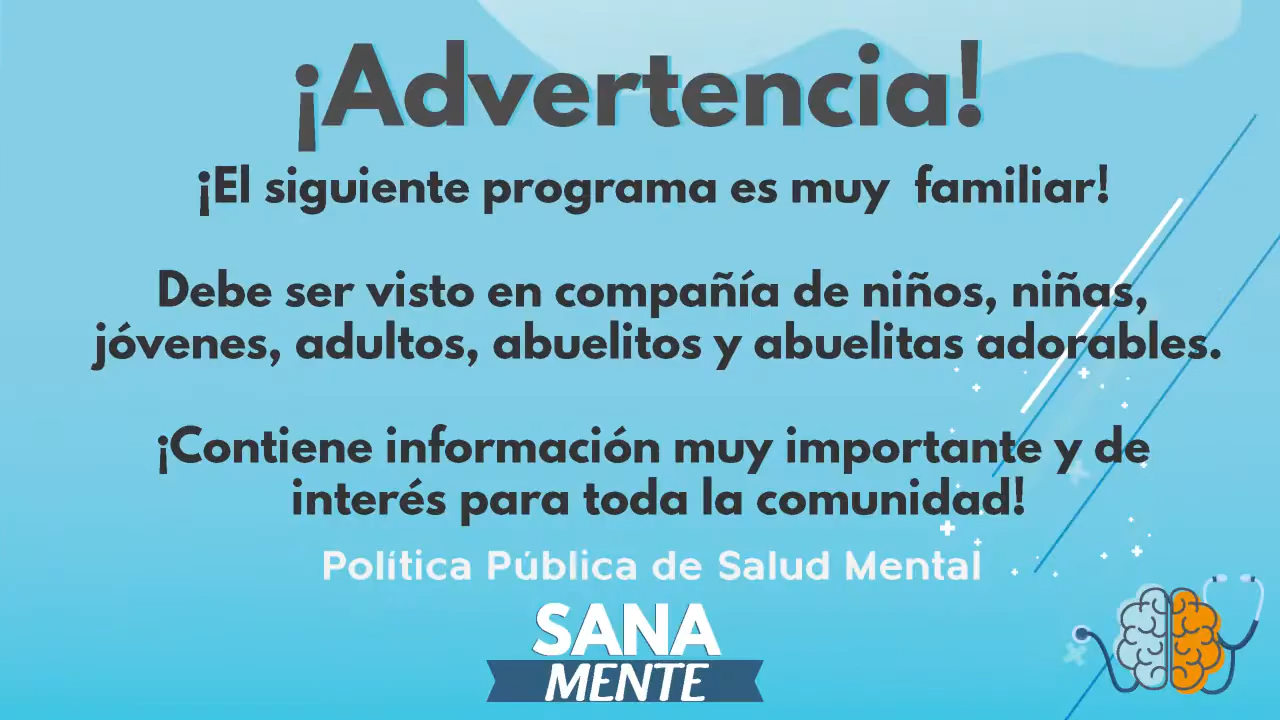 ¡Advertencia!
¡El siguiente programa es muy familiar!
Debe ser visto en compañía de niños, niñas,
jóvenes, adultos, abuelitos y abuelitas adorables.
¡Contiene información muy importante y de
interés para toda la comunidad!
Política Pública de Salud Mental
SANA
MENTE